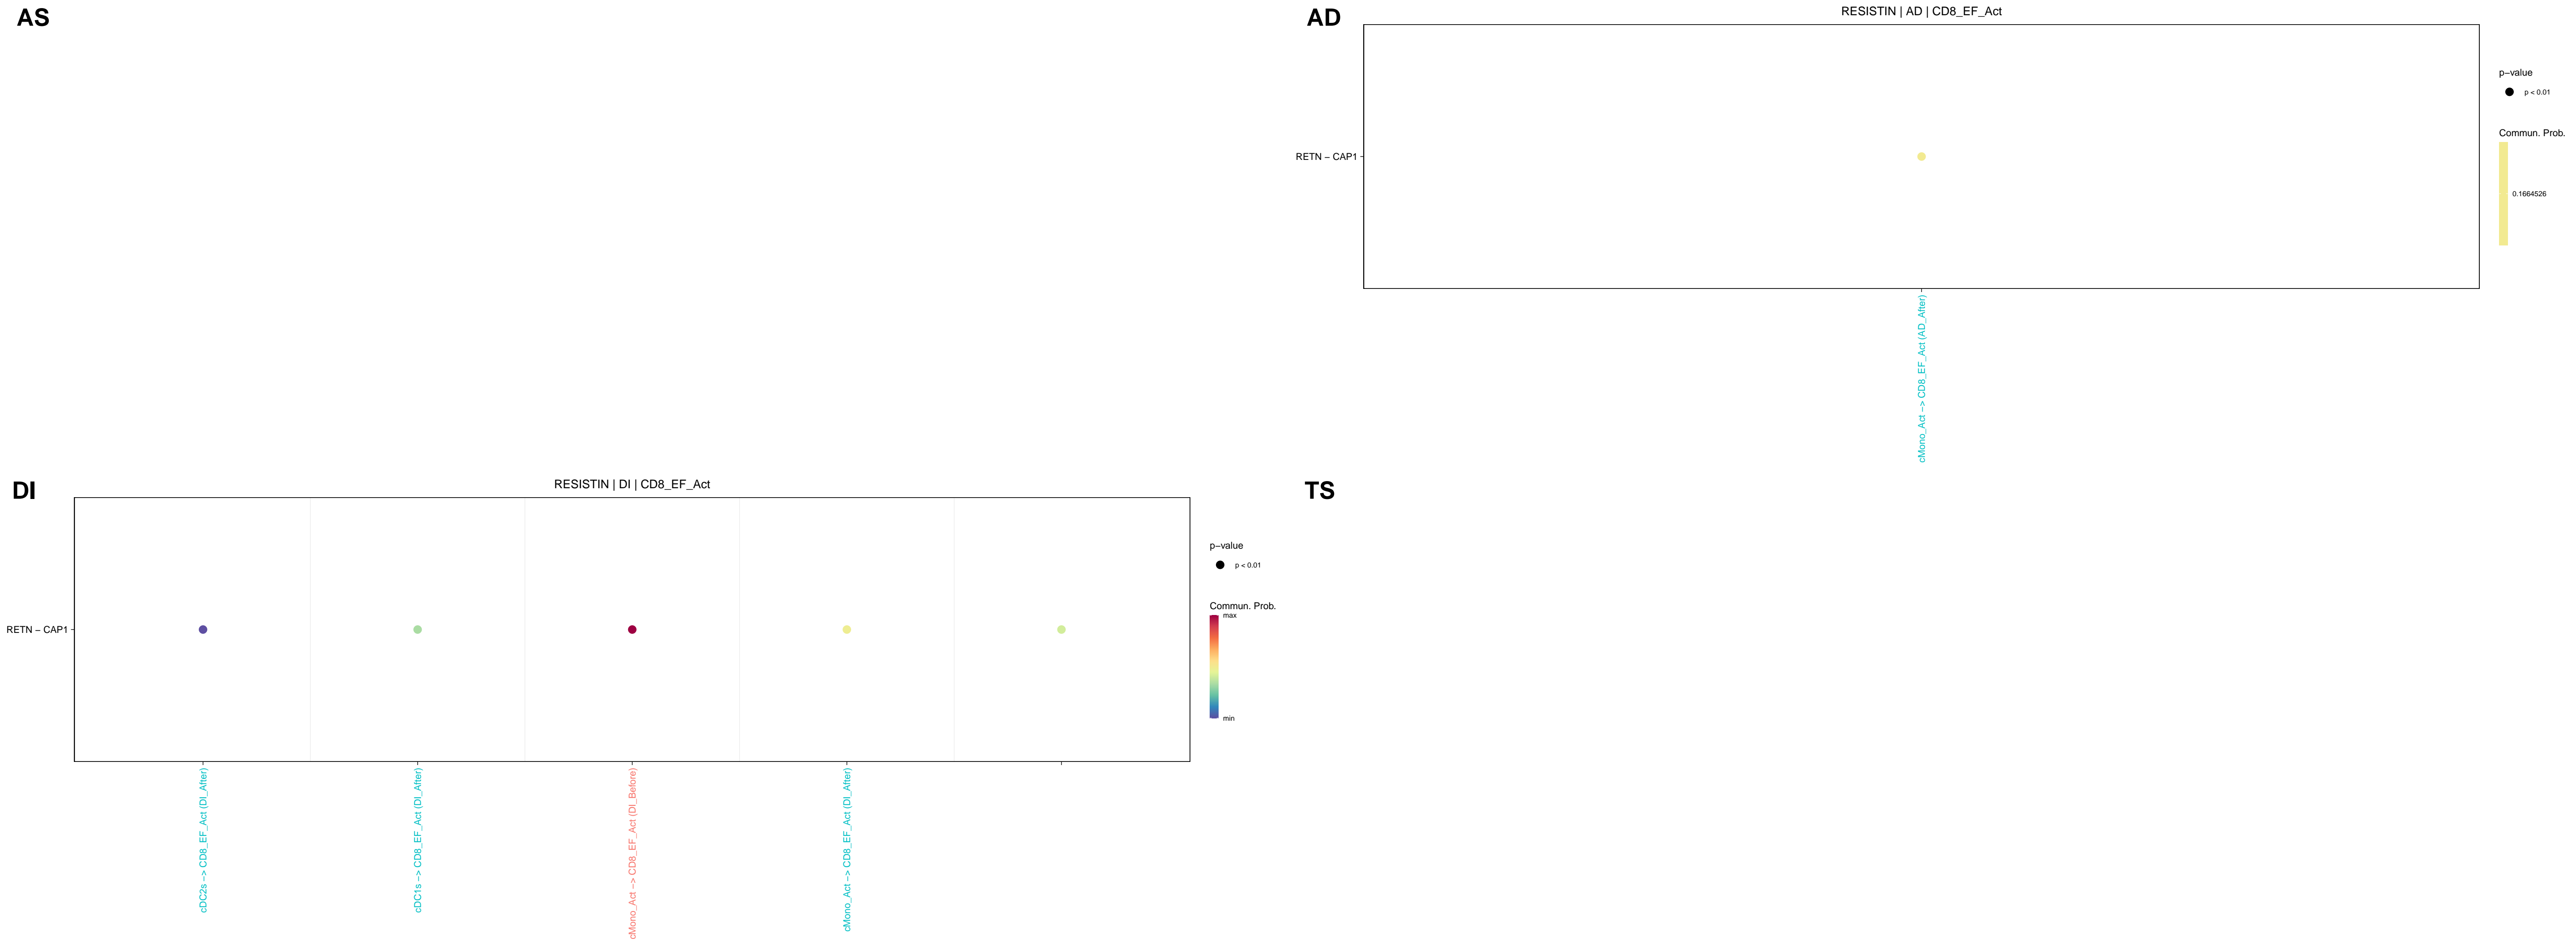 AS
AD
RESISTIN | AD | CD8_EF_Act
RETN − CAP1
cMono_Act −> CD8_EF_Act (AD_After)
p−value
p < 0.01
Commun. Prob.
0.1664526
DI
RESISTIN | DI | CD8_EF_Act
RETN − CAP1
cDC2s −> CD8_EF_Act (DI_After)
cDC1s −> CD8_EF_Act (DI_After)
cMono_Act −> CD8_EF_Act (DI_Before)
cMono_Act −> CD8_EF_Act (DI_After)
p−value
p < 0.01
Commun. Prob.
max
min
TS